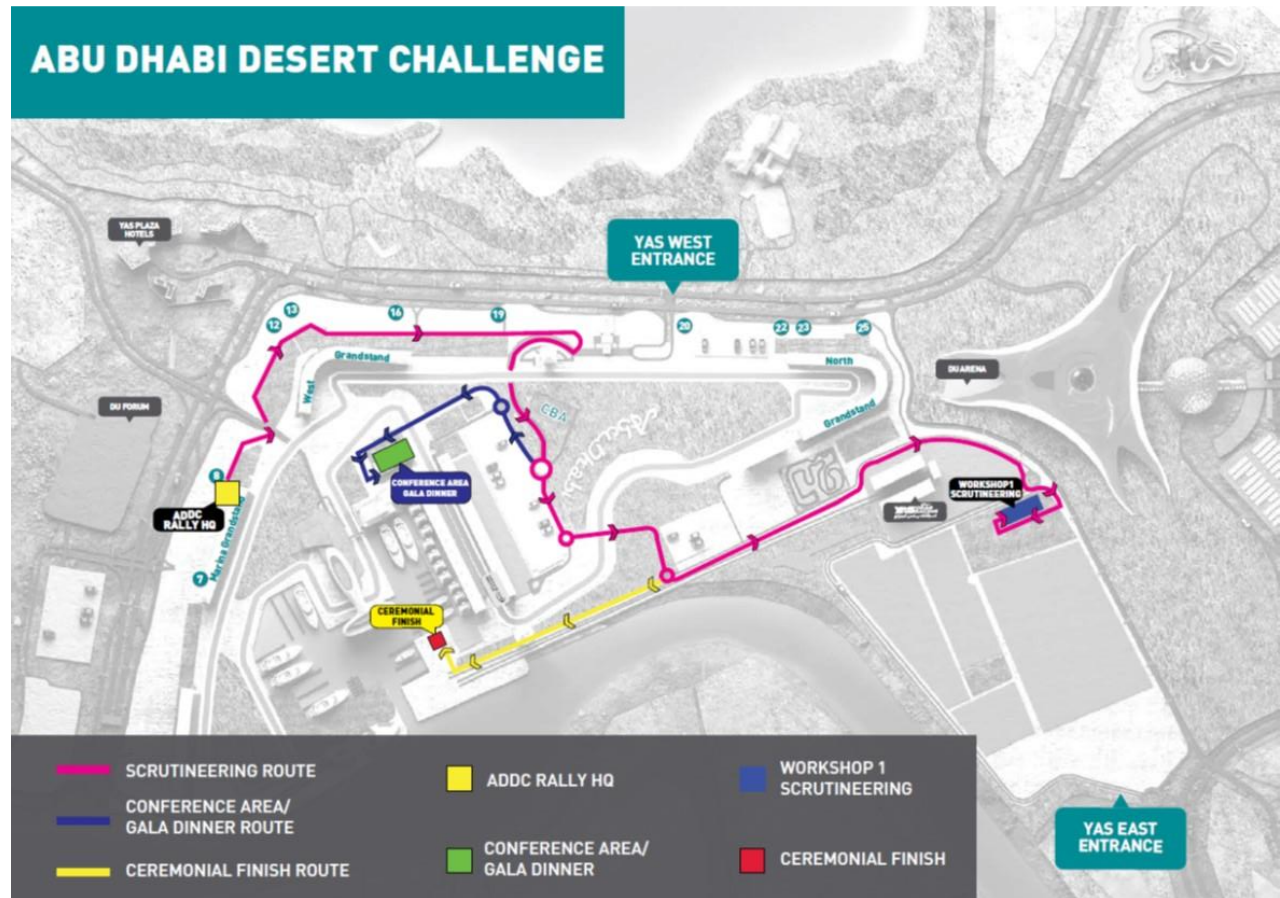 ABU DHABI DESERT CHALLENGE
YAS PLAZA
HOTELS
YAS WEST
ENTRANCE
13
12
16
19
20
22
23
25
Grandstand
West
North
Grandstand
DU ARENA
DU FORUM
CBA
Abu Dhabi
CONFERENCE AREA
GALA DINNER
WORKSHOP1
SCRUTINEERING
8
ADDC
RALLY HQ
Marina Grandstand
7
CEREMONIAL
FINISH
SCRUTINEERING ROUTE
CONFERENCE AREA/
GALA DINNER ROUTE
CEREMONIAL FINISH ROUTE
ADDC RALLY HQ
CONFERENCE AREA/
GALA DINNER
WORKSHOP 1
SCRUTINEERING
CEREMONIAL FINISH
YAS EAST
ENTRANCE